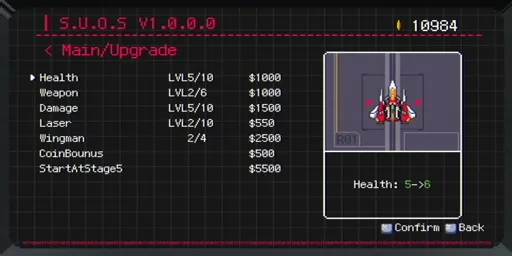 S.U.O.S V1.0.0.0
10984
< Main/Upgrade
Health LVL5/10 $1000
Weapon LVL2/6 $1000
Damage LVL5/10 $1500
Laser LVL2/10 $550
Wingman 2/4 $2500
CoinBounus $500
StartAtStage5 $5500
R01
Health: 5->6
Confirm Back